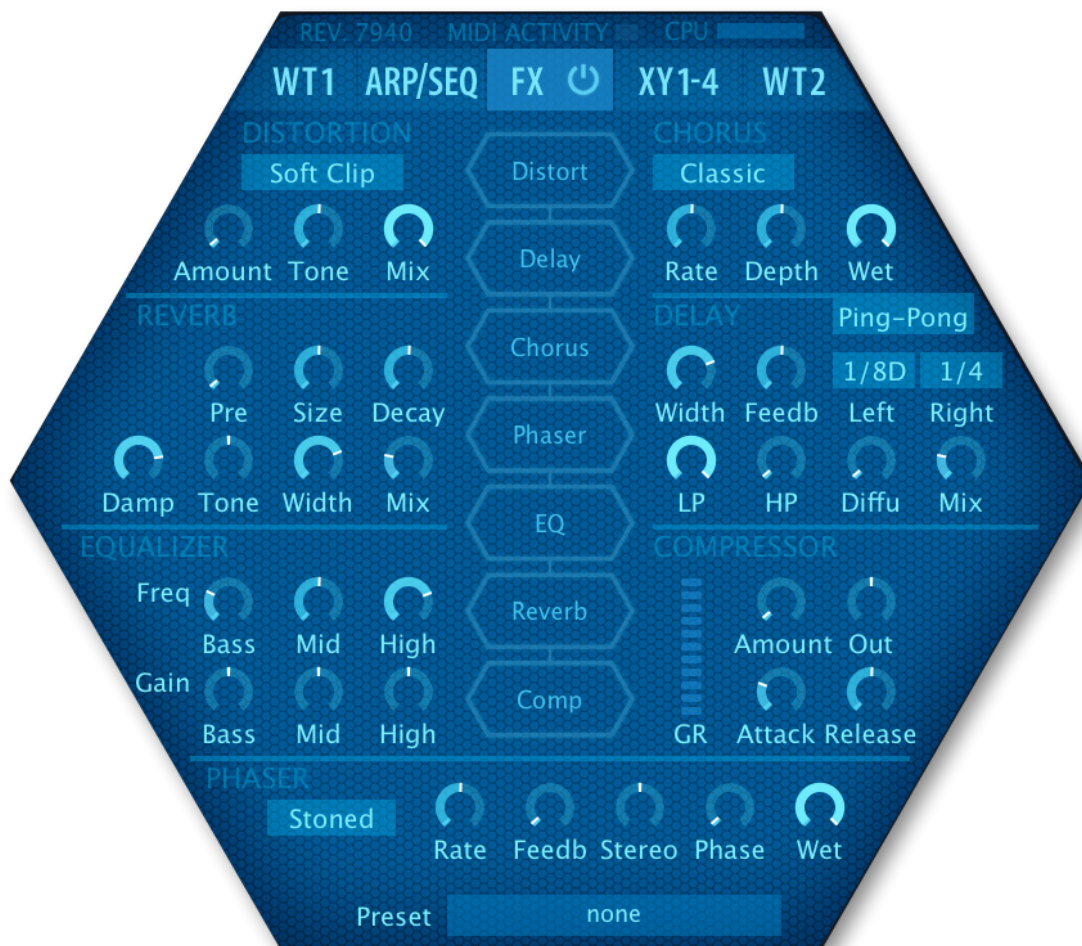 REV. 7940 MIDI ACTIVITY CPU
WT1 ARP/SEQ FX XY1-4 WT2
DISTORTION
Soft Clip
Amount Tone Mix
REVERB
Pre Size Decay
Damp Tone Width Mix
EQUALIZER
Freq
Bass Mid High
Gain
Bass Mid High
Distort
Delay
Chorus
Phaser
EQ
Reverb
Comp
CHORUS
Classic
Rate Depth Wet
DELAY Ping-Pong
1/8D 1/4
Width Feedb Left Right
LP HP Diffu Mix
COMPRESSOR
Amount Out
GR Attack Release
PHASER
Stoned
Rate Feedb Stereo Phase Wet
Preset none